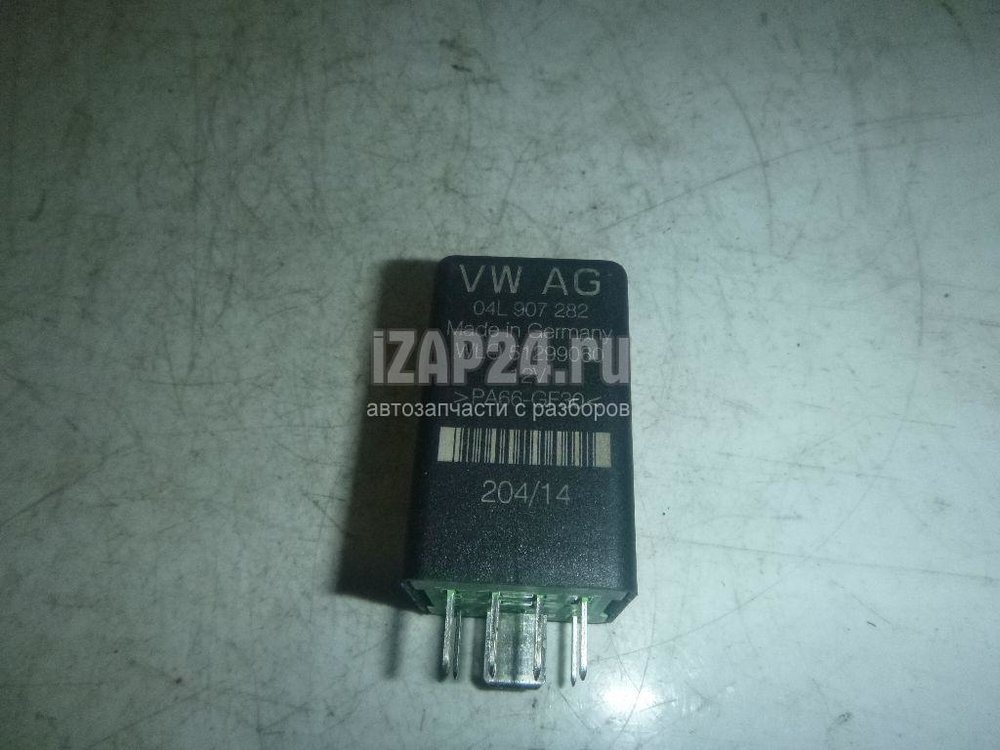 VW AG
04L 907 282
Made in Germany
iZAP24.ru
>PA66-GF30<
автозапчасти с разборов
204/14